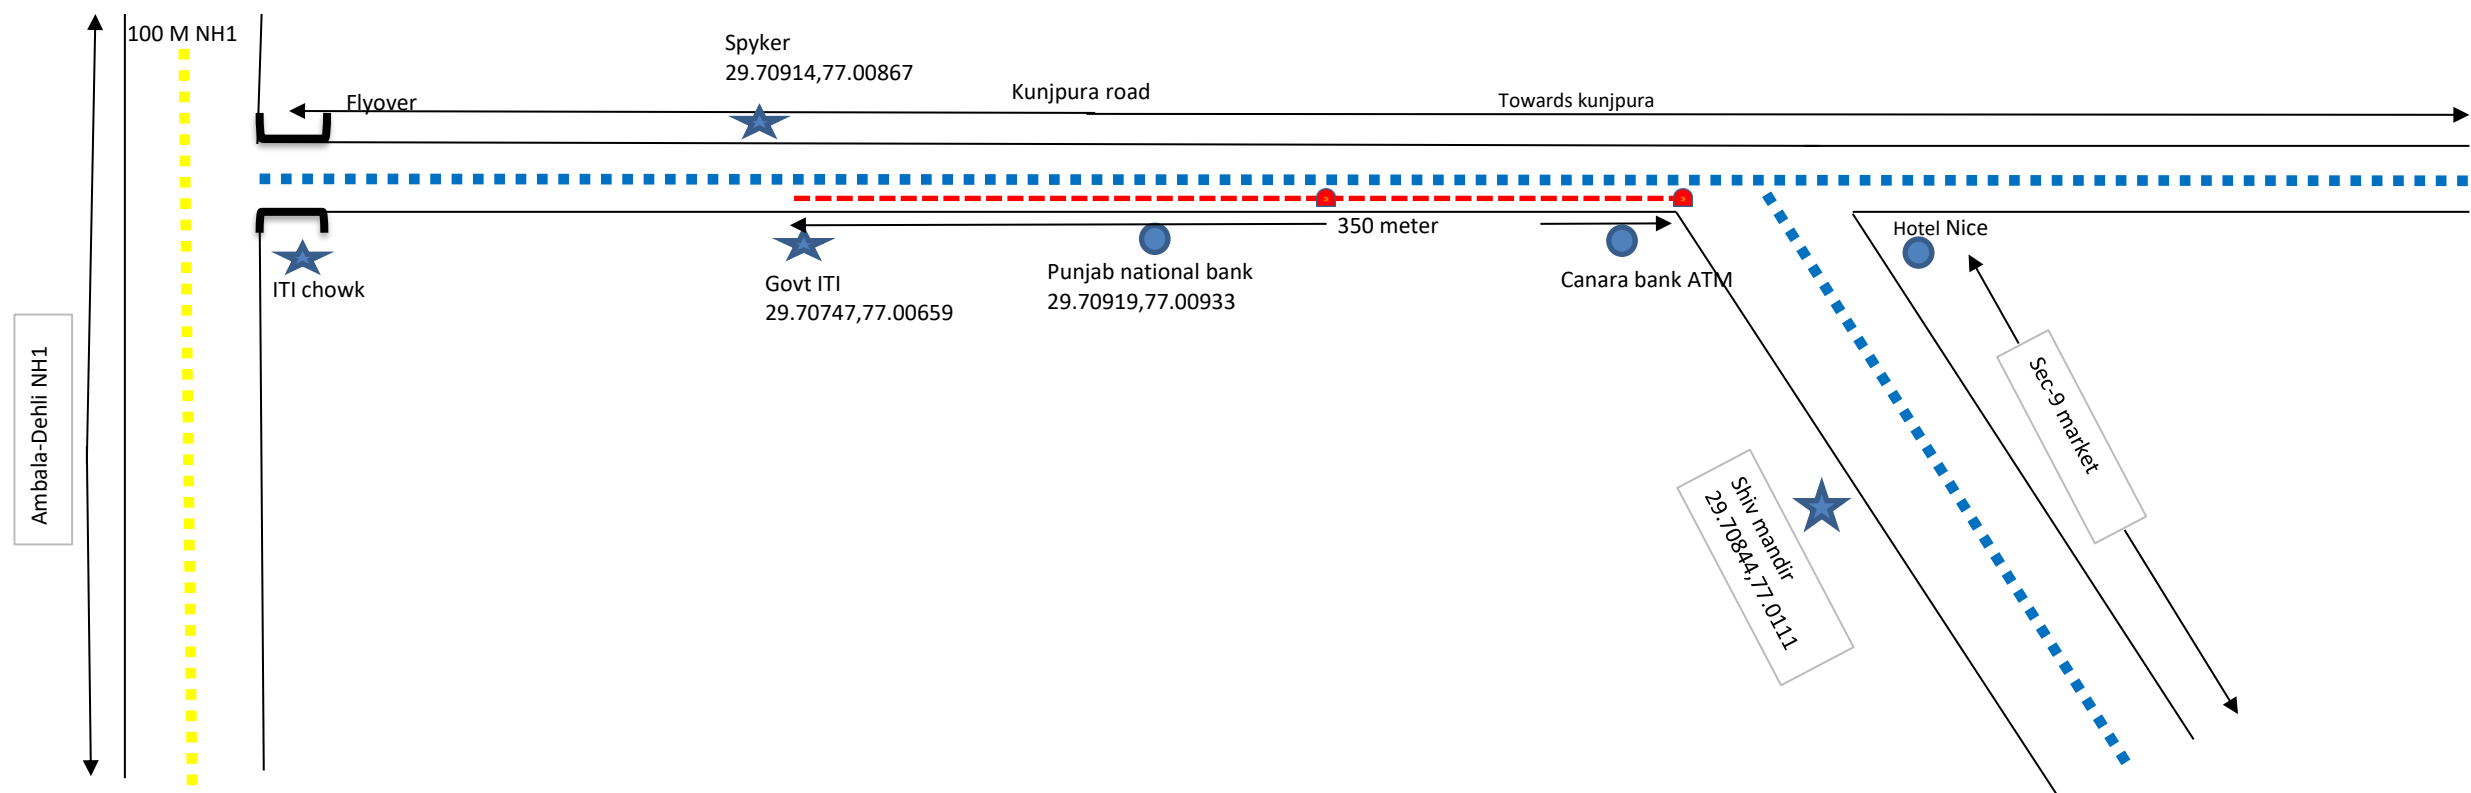 100 M NH1
Spyker
29.70914,77.00867
Flyover
Kunjpura road
Towards kunjpura
350 meter
Hotel Nice
ITI chowk
Govt ITI
29.70747,77.00659
Punjab national bank
29.70919,77.00933
Canara bank ATM
Ambala-Dehli NH1
Sec-9 market
Shiv mandir
29.70844,77.0111